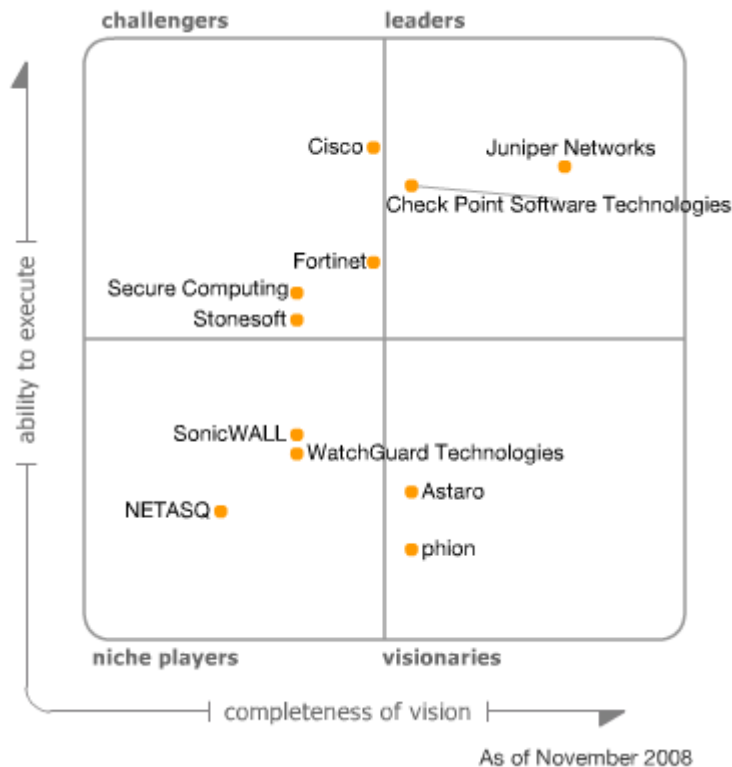 challengers
leaders
Cisco
Juniper Networks
Check Point Software Technologies
Fortinet
Secure Computing
Stonesoft
ability to execute
SonicWALL
WatchGuard Technologies
Astaro
NETASQ
phion
niche players
visionaries
completeness of vision
As of November 2008